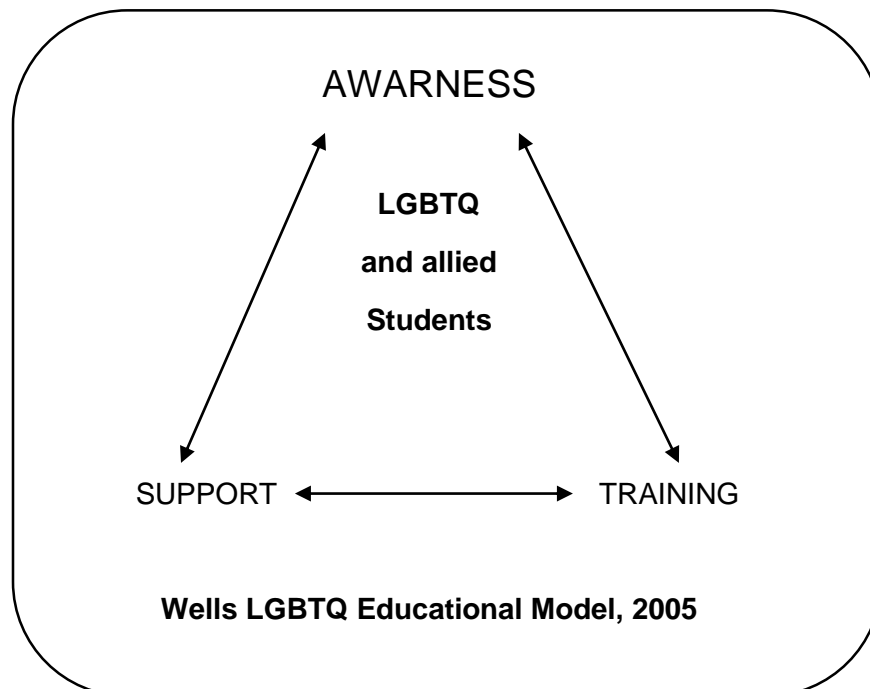 AWARNESS
LGBTQ
and allied
Students
SUPPORT
TRAINING
Wells LGBTQ Educational Model, 2005